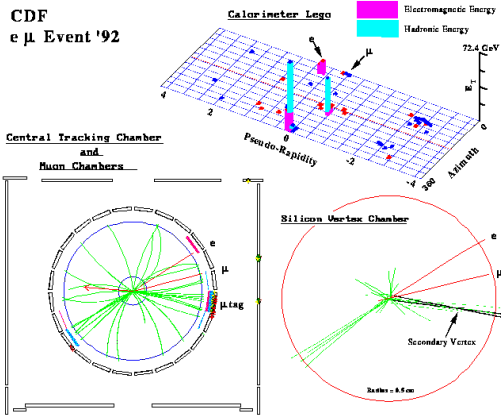 CDF
e μ Event '92
Calorimeter Lego
Electromagnetic Energy
Hadronic Energy
e
μ
72.4 GeV
E_T
4
2
0
-2
-4
360
0
Pseudo-Rapidity
Azimuth
Central Tracking Chamber
and
Muon Chambers
e
μ
μ tag
Silicon Vertex Chamber
e
μ
Secondary Vertex
Radius = 0.5 cm